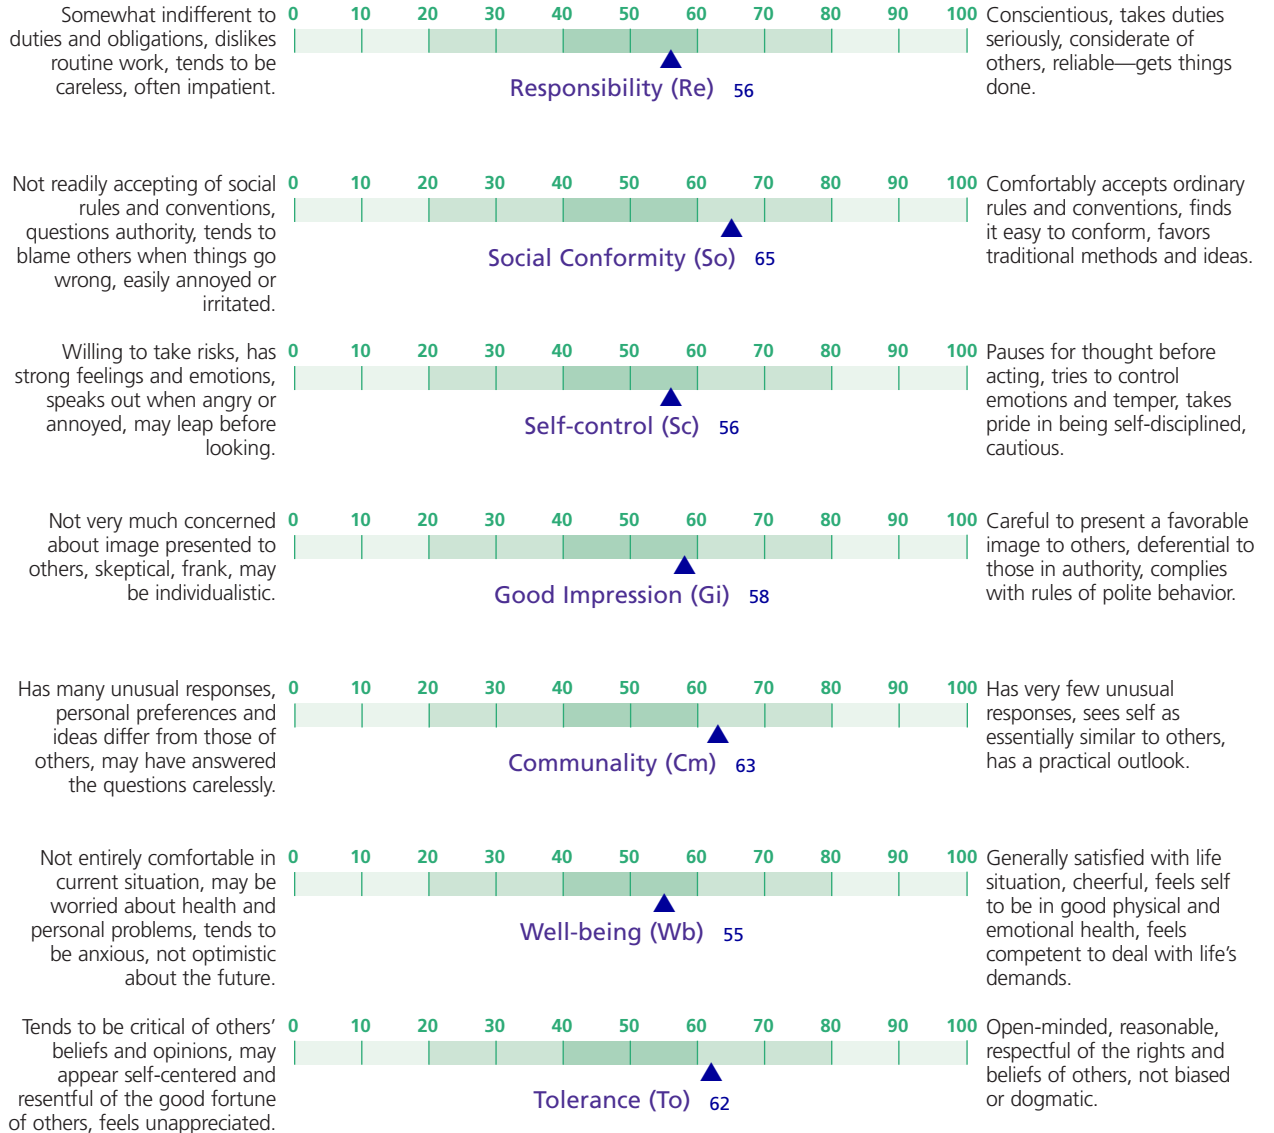 Somewhat indifferent to
duties and obligations, dislikes
routine work, tends to be
careless, often impatient.
0 10 20 30 40 50 60 70 80 90 100
Responsibility (Re) 56
Conscientious, takes duties
seriously, considerate of
others, reliable—gets things
done.
Not readily accepting of social
rules and conventions,
questions authority, tends to
blame others when things go
wrong, easily annoyed or
irritated.
0 10 20 30 40 50 60 70 80 90 100
Social Conformity (So) 65
Comfortably accepts ordinary
rules and conventions, finds
it easy to conform, favors
traditional methods and ideas.
Willing to take risks, has
strong feelings and emotions,
speaks out when angry or
annoyed, may leap before
looking.
0 10 20 30 40 50 60 70 80 90 100
Self-control (Sc) 56
Pauses for thought before
acting, tries to control
emotions and temper, takes
pride in being self-disciplined,
cautious.
Not very much concerned
about image presented to
others, skeptical, frank, may
be individualistic.
0 10 20 30 40 50 60 70 80 90 100
Good Impression (Gi) 58
Careful to present a favorable
image to others, deferential to
those in authority, complies
with rules of polite behavior.
Has many unusual responses,
personal preferences and
ideas differ from those of
others, may have answered
the questions carelessly.
0 10 20 30 40 50 60 70 80 90 100
Communality (Cm) 63
Has very few unusual
responses, sees self as
essentially similar to others,
has a practical outlook.
Not entirely comfortable in
current situation, may be
worried about health and
personal problems, tends to
be anxious, not optimistic
about the future.
0 10 20 30 40 50 60 70 80 90 100
Well-being (Wb) 55
Generally satisfied with life
situation, cheerful, feels self
to be in good physical and
emotional health, feels
competent to deal with life’s
demands.
Tends to be critical of others’
beliefs and opinions, may
appear self-centered and
resentful of the good fortune
of others, feels unappreciated.
0 10 20 30 40 50 60 70 80 90 100
Tolerance (To) 62
Open-minded, reasonable,
respectful of the rights and
beliefs of others, not biased
or dogmatic.